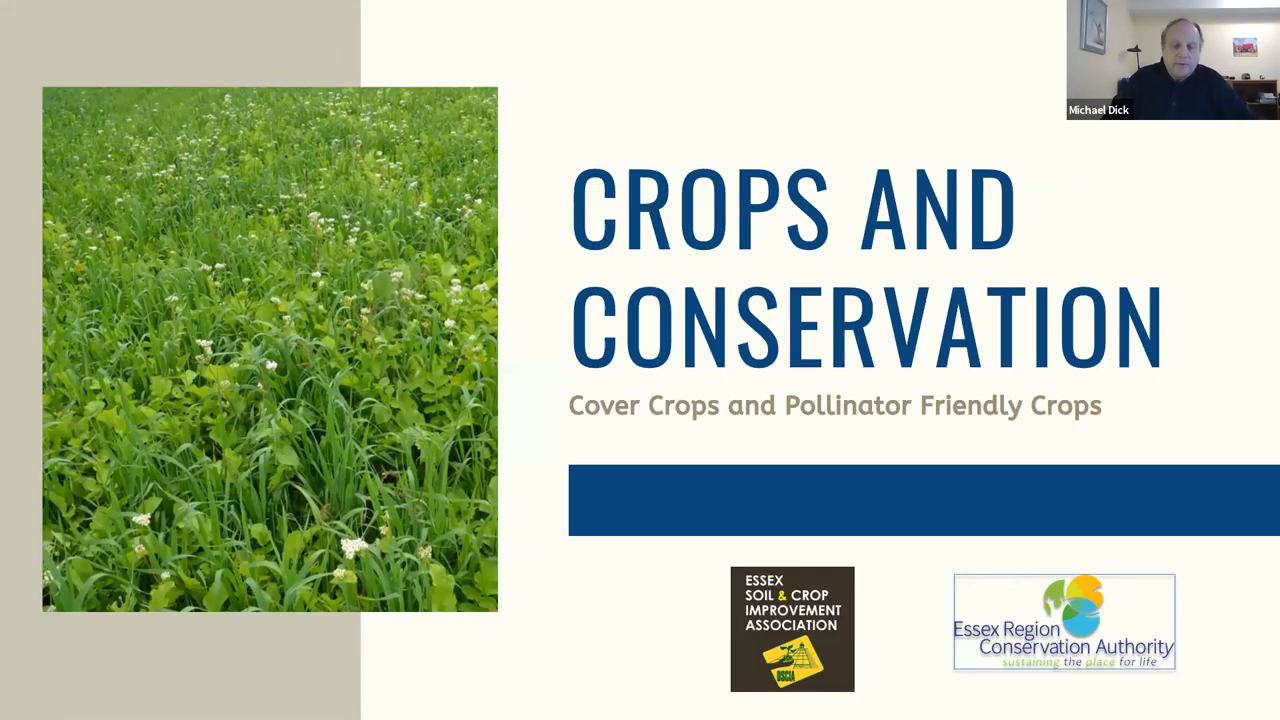 Michael Dick
CROPS AND
CONSERVATION
Cover Crops and Pollinator Friendly Crops
ESSEX
SOIL & CROP
IMPROVEMENT
ASSOCIATION
OSCIA
Essex Region
Conservation Authority
sustaining the place for life